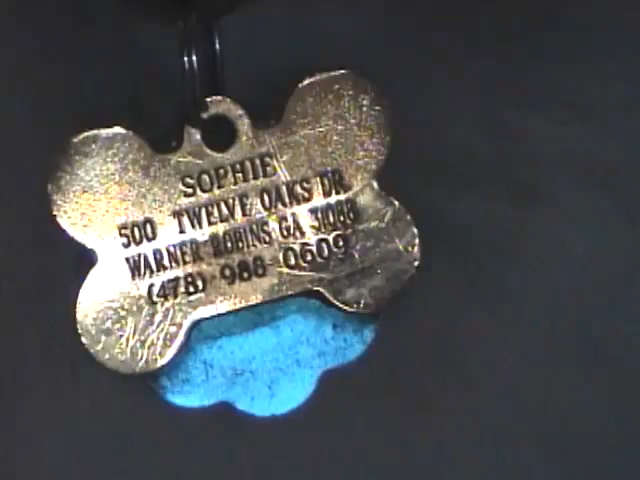 SOPHIE
500 TWELVE OAKS DR
WARNER ROBINS GA 31088
(478) 988-0609